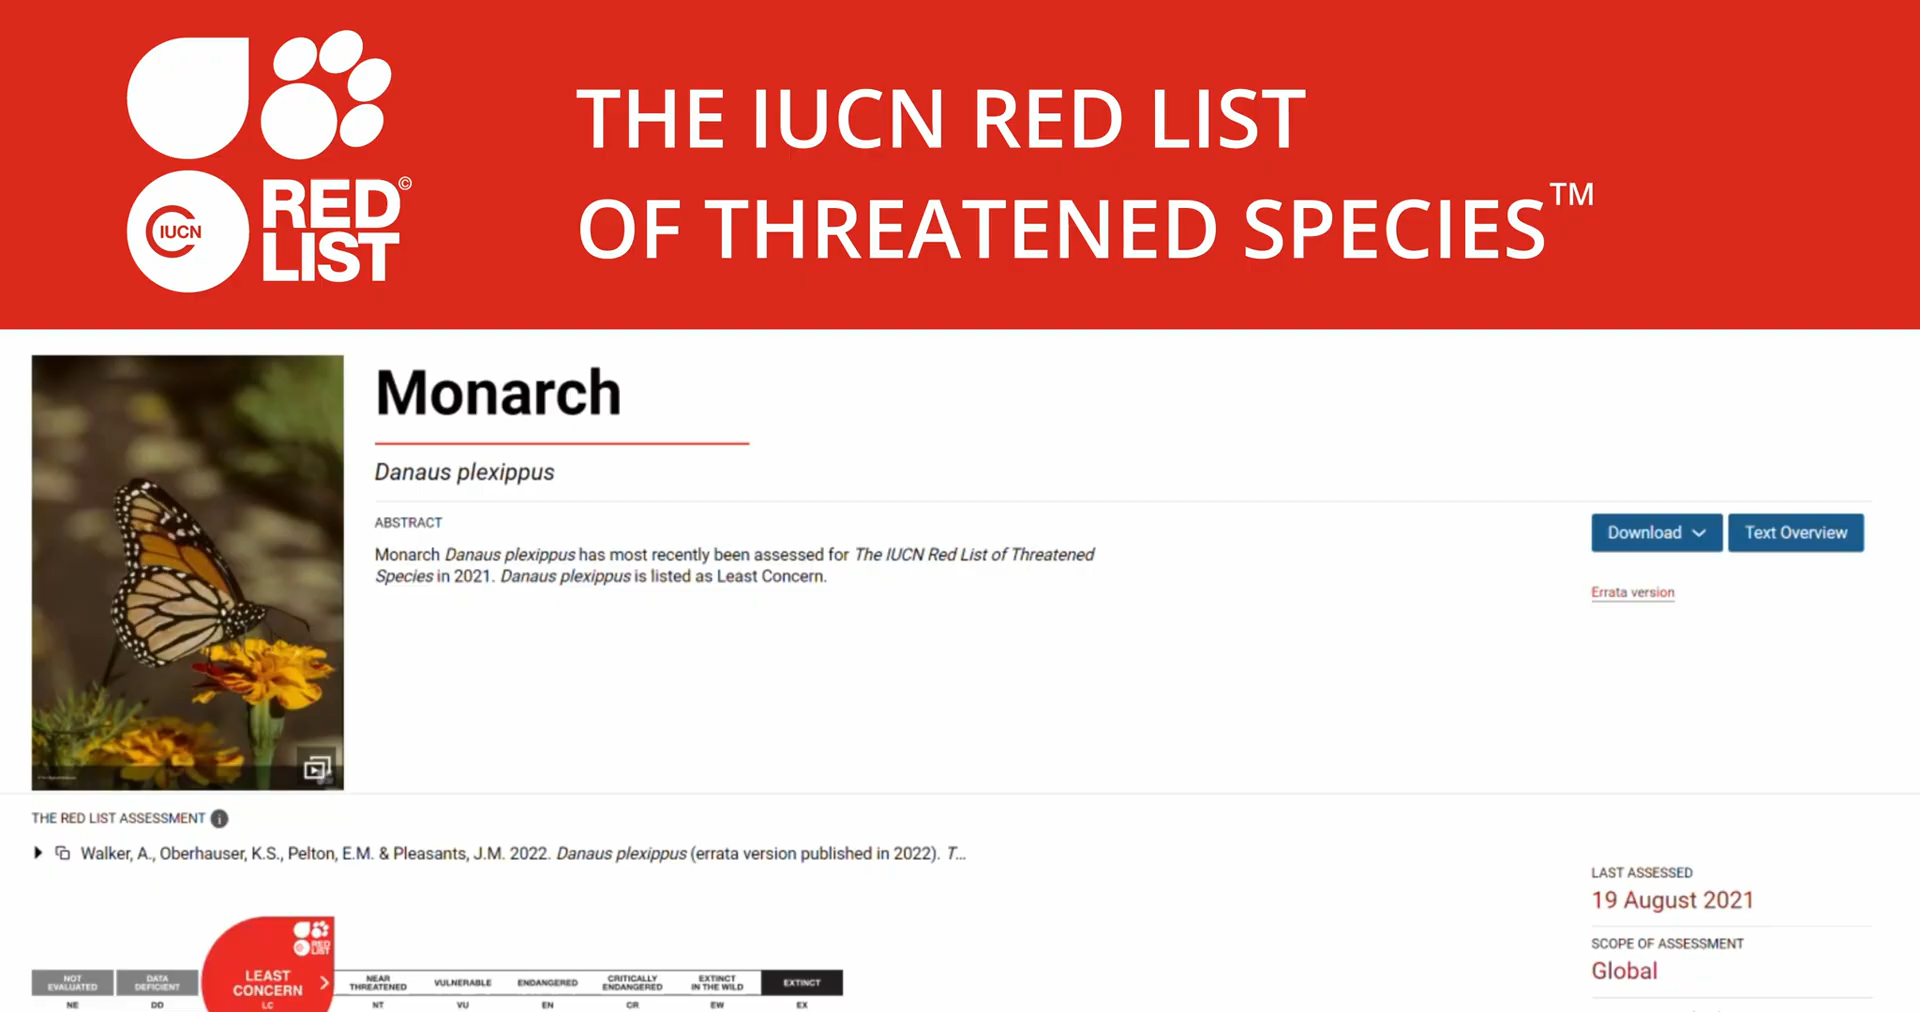 THE IUCN RED LIST
OF THREATENED SPECIES™
IUCN
RED©
LIST
Monarch
Danaus plexippus
ABSTRACT
Monarch Danaus plexippus has most recently been assessed for The IUCN Red List of Threatened
Species in 2021. Danaus plexippus is listed as Least Concern.
Download
Text Overview
Errata version
THE RED LIST ASSESSMENT i
Walker, A., Oberhauser, K.S., Pelton, E.M. & Pleasants, J.M. 2022. Danaus plexippus (errata version published in 2022). T...
LAST ASSESSED
19 August 2021
SCOPE OF ASSESSMENT
Global
RED
LIST
NOT
EVALUATED
NE
DATA
DEFICIENT
DD
LEAST
CONCERN
LC
NEAR
THREATENED
NT
VULNERABLE
VU
ENDANGERED
EN
CRITICALLY
ENDANGERED
CR
EXTINCT
IN THE WILD
EW
EXTINCT
EX